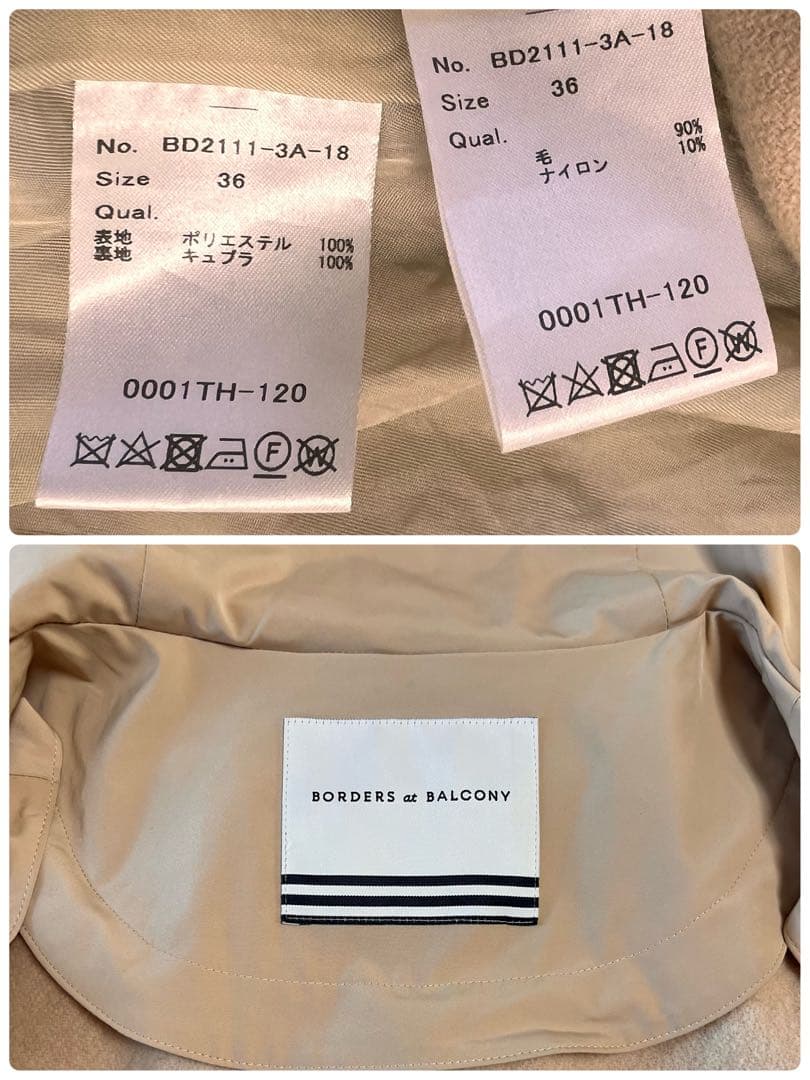 No. BD2111-3A-18
Size 36
Qual.
表地 ポリエステル 100%
裏地 キュプラ 100%
0001TH-120
F W
No. BD2111-3A-18
Size 36
Qual.
毛 90%
ナイロン 10%
0001TH-120
F W
BORDERS at BALCONY